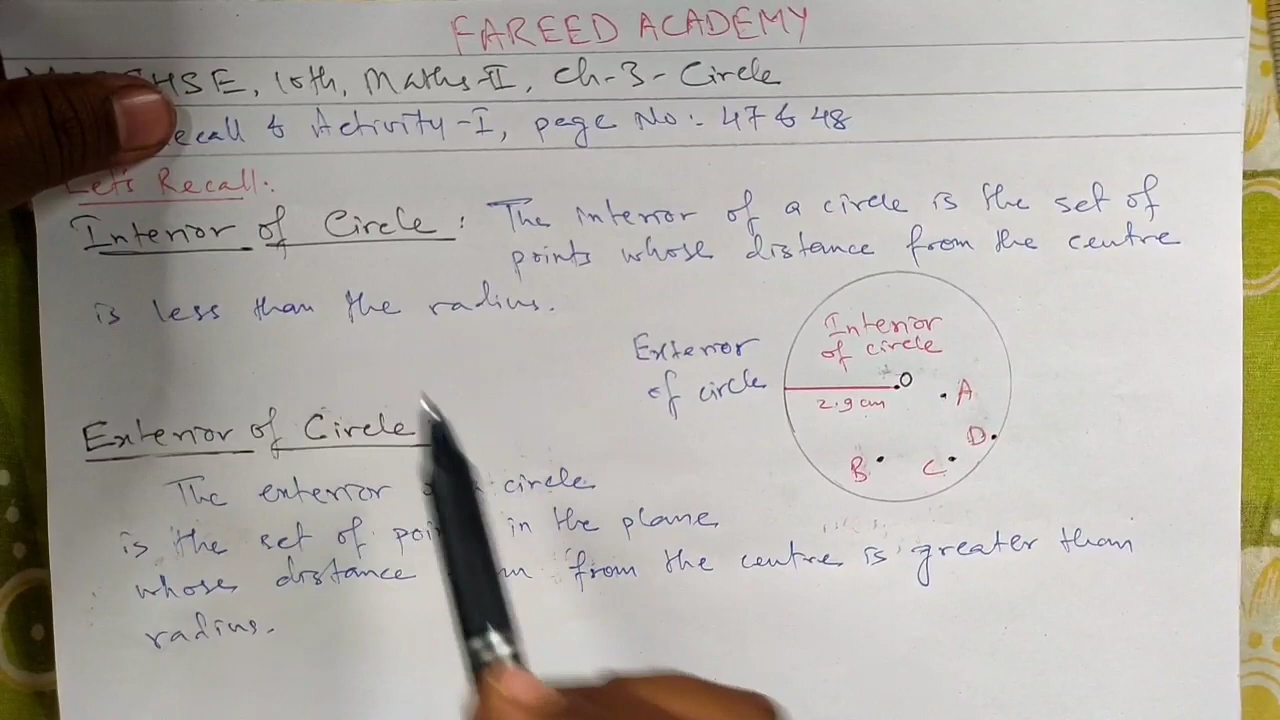 FAREED ACADEMY
HSE, 10th, Maths-II, Ch-3-Circle
ecall & Activity-I, page No:- 47 & 48
Let's Recall:-
Interior of Circle: The interior of a circle is the set of
points whose distance from the centre
is less than the radius.
Interior
of circle
Exterior
of circle
O
2.9 cm
A
D
B
C
Exterior of Circle
The exterior circle
is the set of in the plane
whose distance from the centre is greater than
radius.